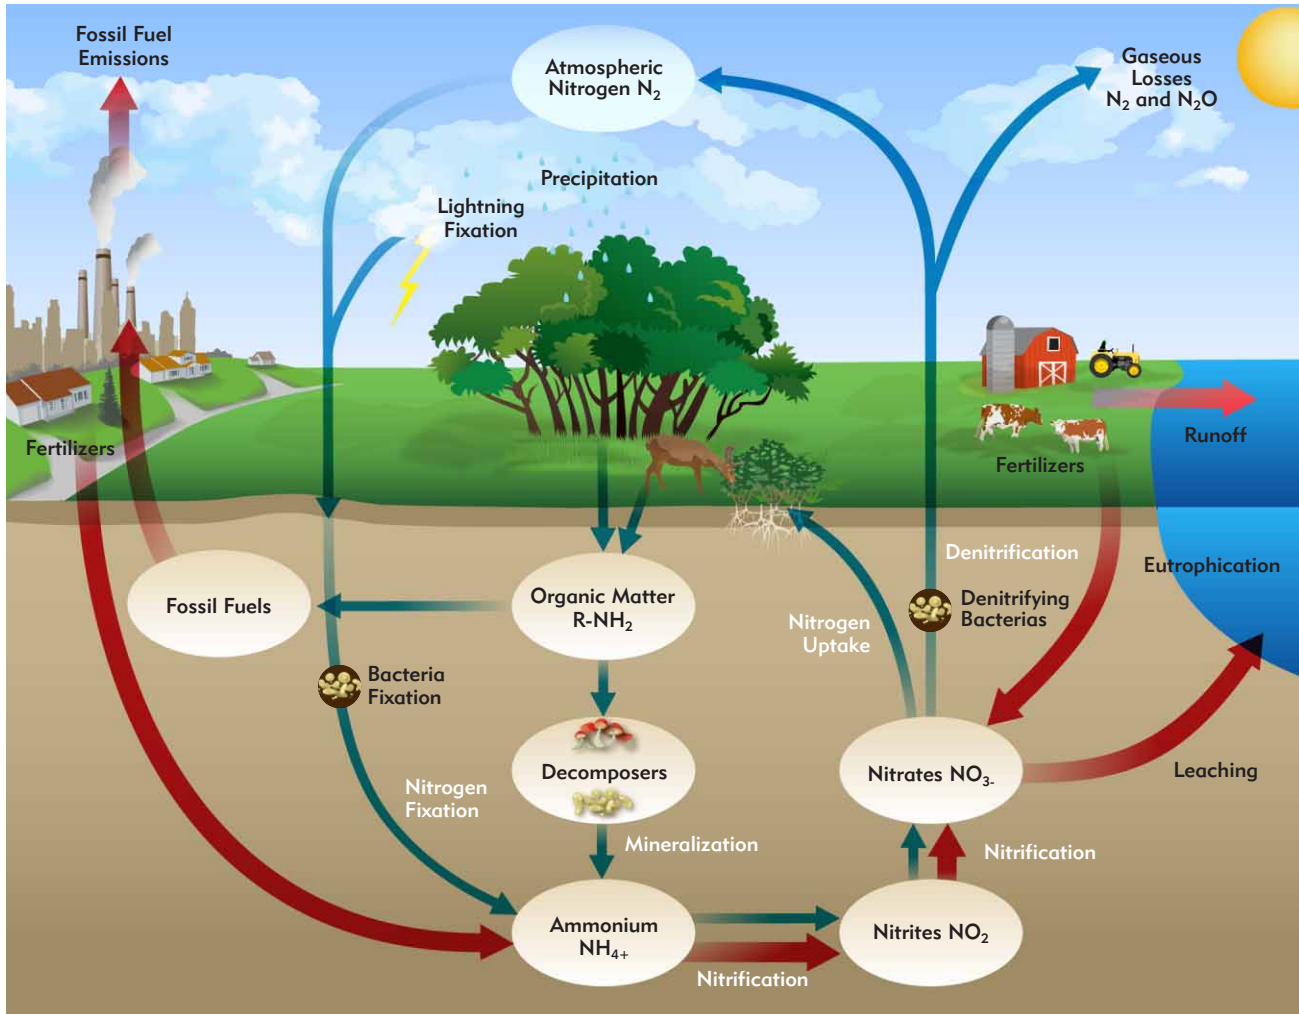 Fossil Fuel
Emissions
Atmospheric
Nitrogen N₂
Gaseous
Losses
N₂ and N₂O
Precipitation
Lightning
Fixation
Fertilizers
Runoff
Fertilizers
Eutrophication
Denitrification
Denitrifying
Bacterias
Fossil Fuels
Organic Matter
R-NH₂
Nitrogen
Uptake
Bacteria
Fixation
Decomposers
Nitrates NO₃₋
Leaching
Nitrogen
Fixation
Mineralization
Nitrification
Ammonium
NH₄₊
Nitrites NO₂
Nitrification